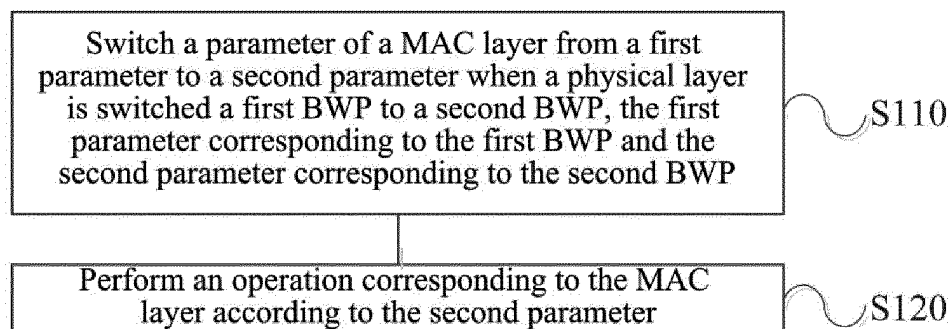 Switch a parameter of a MAC layer from a first
parameter to a second parameter when a physical layer
is switched a first BWP to a second BWP, the first
parameter corresponding to the first BWP and the
second parameter corresponding to the second BWP
S110
Perform an operation corresponding to the MAC
layer according to the second parameter
S120